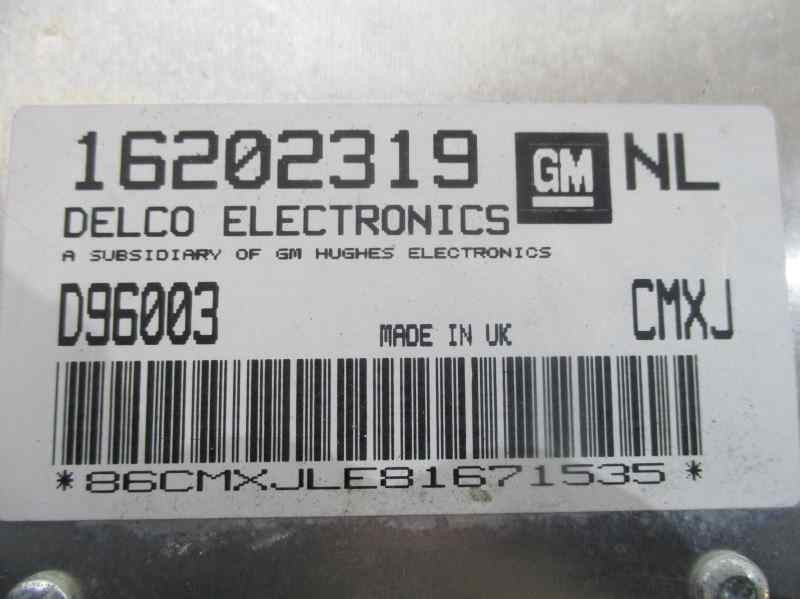 16202319 GM NL
DELCO ELECTRONICS
A SUBSIDIARY OF GM HUGHES ELECTRONICS
D96003 MADE IN UK CMXJ
*86CMXJLE81671535*